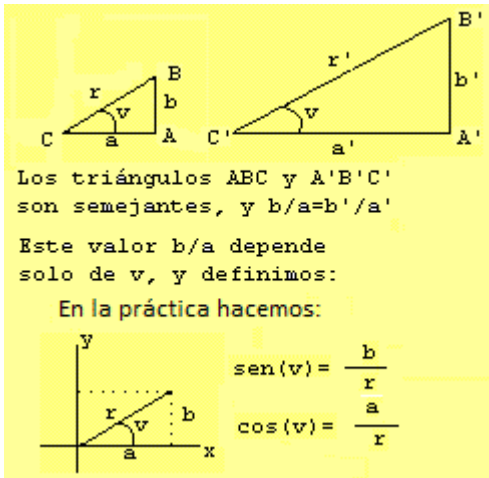 B'
r'
B
r
b
b'
v
v
C
a
A
C'
a'
A'
Los triángulos ABC y A'B'C'
son semejantes, y b/a=b'/a'
Este valor b/a depende
solo de v, y definimos:
En la práctica hacemos:
y
r
v
b
a
x
sen(v)= b
r
cos(v)= a
r